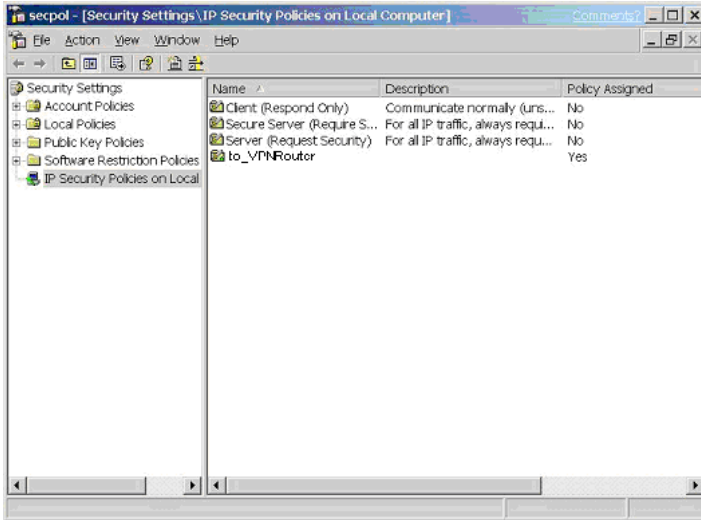 secpol - [Security Settings\IP Security Policies on Local Computer]
Comments?
File Action View Window Help
Security Settings
Account Policies
Local Policies
Public Key Policies
Software Restriction Policies
IP Security Policies on Local
Name Description Policy Assigned
Client (Respond Only) Communicate normally (uns... No
Secure Server (Require S... For all IP traffic, always requi... No
Server (Request Security) For all IP traffic, always requ... No
to_VPNRouter Yes